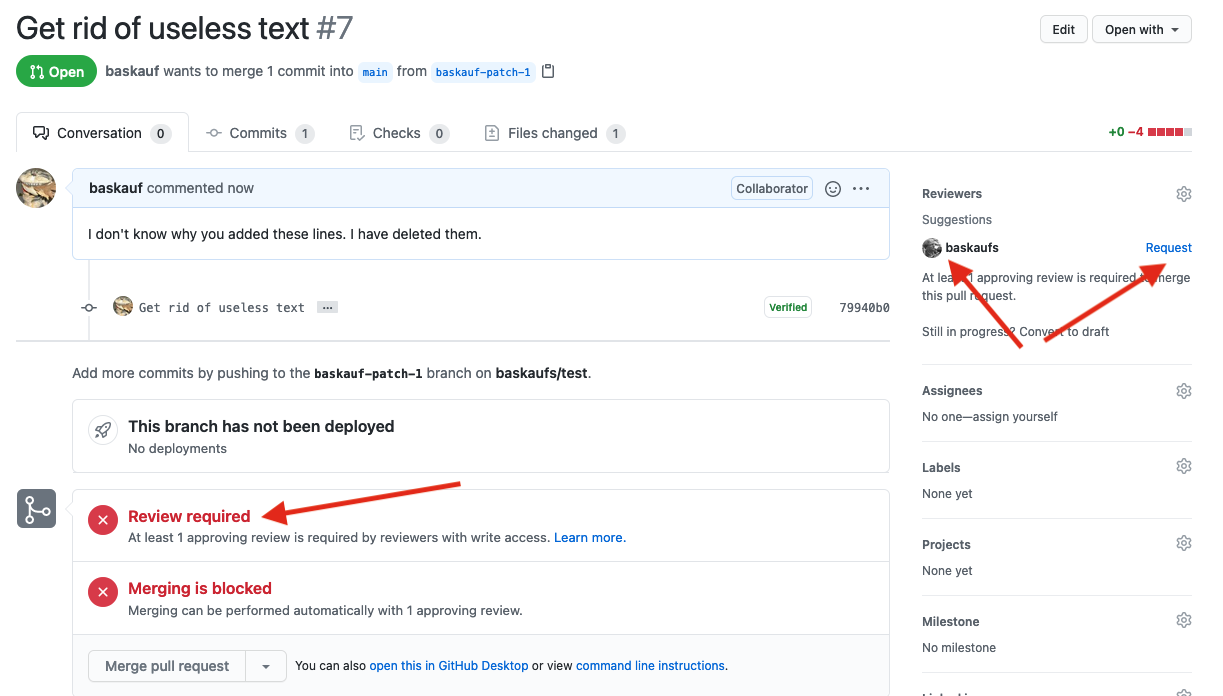 Get rid of useless text #7
Edit
Open with
Open
baskauf wants to merge 1 commit into main from baskauf-patch-1
Conversation 0
Commits 1
Checks 0
Files changed 1
+0 −4
baskauf commented now
Collaborator
I don't know why you added these lines. I have deleted them.
Get rid of useless text ...
Verified
79940b0
Add more commits by pushing to the baskauf-patch-1 branch on baskaufs/test.
This branch has not been deployed
No deployments
Review required
At least 1 approving review is required by reviewers with write access. Learn more.
Merging is blocked
Merging can be performed automatically with 1 approving review.
Merge pull request
You can also open this in GitHub Desktop or view command line instructions.
Reviewers
Suggestions
baskaufs
Request
At least 1 approving review is required to merge
this pull request.
Still in progress? Convert to draft
Assignees
No one—assign yourself
Labels
None yet
Projects
None yet
Milestone
No milestone